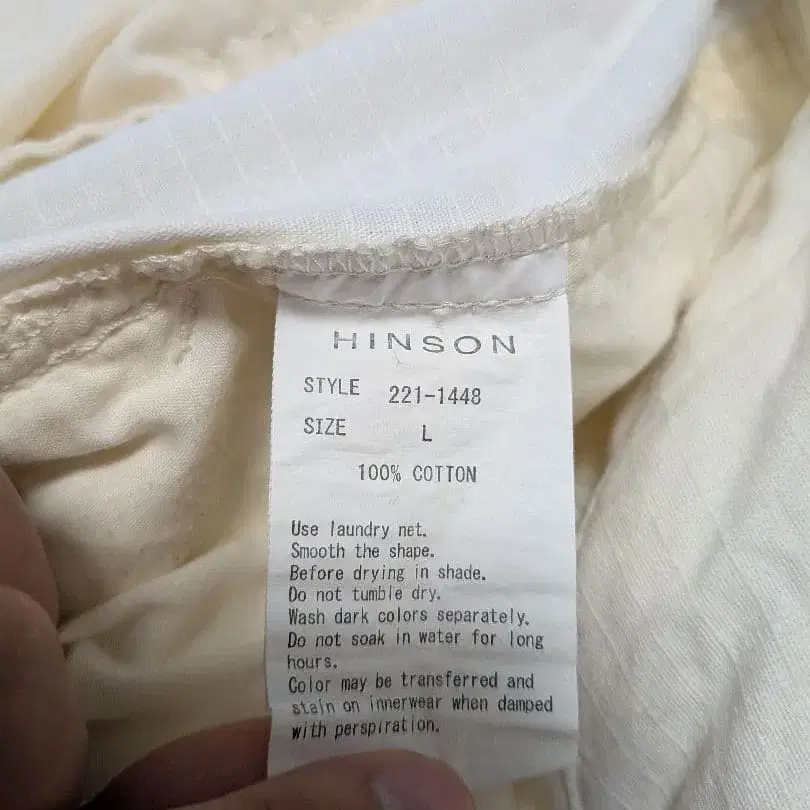 HINSON
STYLE 221-1448
SIZE L
100% COTTON
Use laundry net.
Smooth the shape.
Before drying in shade.
Do not tumble dry.
Wash dark colors separately.
Do not soak in water for long
hours.
Color may be transferred and
stain on innerwear when damped
with perspiration.